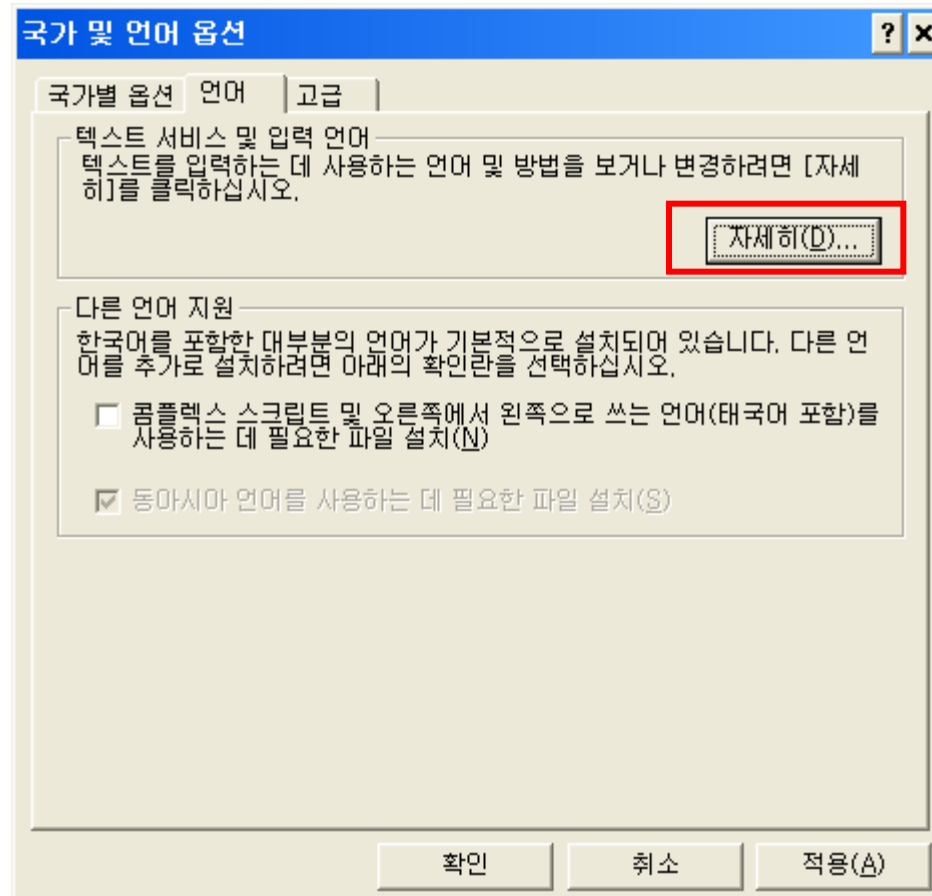 국가 및 언어 옵션
국가별 옵션 언어 고급
텍스트 서비스 및 입력 언어
텍스트를 입력하는 데 사용하는 언어 및 방법을 보거나 변경하려면 [자세
히]를 클릭하십시오.
자세히(D)...
다른 언어 지원
한국어를 포함한 대부분의 언어가 기본적으로 설치되어 있습니다. 다른 언
어를 추가로 설치하려면 아래의 확인란을 선택하십시오.
콤플렉스 스크립트 및 오른쪽에서 왼쪽으로 쓰는 언어(태국어 포함)를
사용하는 데 필요한 파일 설치(N)
동아시아 언어를 사용하는 데 필요한 파일 설치(S)
확인 취소 적용(A)